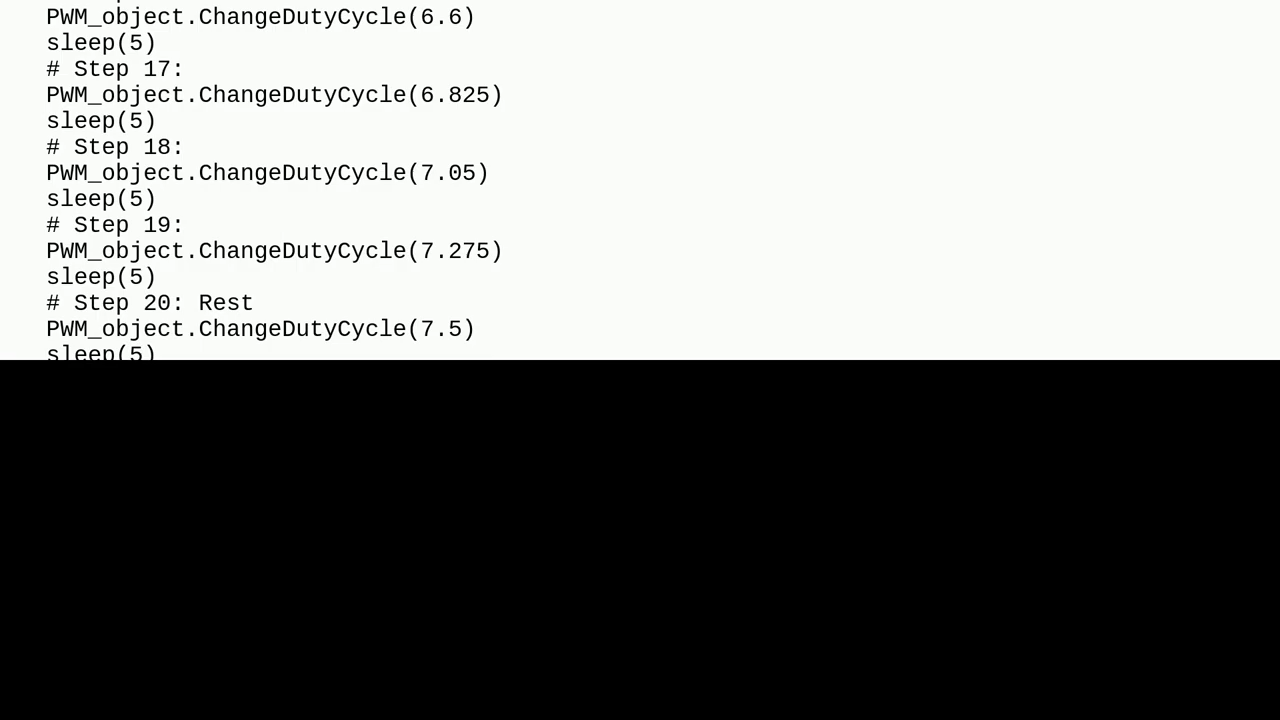 PWM_object.ChangeDutyCycle(6.6)
sleep(5)
# Step 17:
PWM_object.ChangeDutyCycle(6.825)
sleep(5)
# Step 18:
PWM_object.ChangeDutyCycle(7.05)
sleep(5)
# Step 19:
PWM_object.ChangeDutyCycle(7.275)
sleep(5)
# Step 20: Rest
PWM_object.ChangeDutyCycle(7.5)
sleep(5)